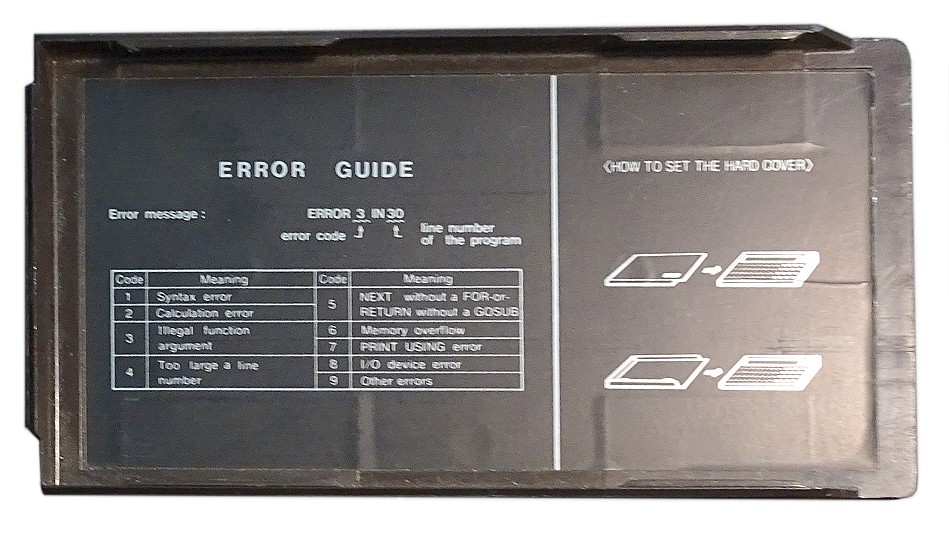 ERROR GUIDE
Error message : ERROR 3 IN 30
error code
line number
of the program
Code Meaning
1 Syntax error
2 Calculation error
3 Illegal function
argument
4 Too large a line
number
Code Meaning
5 NEXT without a FOR-or-
RETURN without a GOSUB
6 Memory overflow
7 PRINT USING error
8 I/O device error
9 Other errors
《HOW TO SET THE HARD COVER》